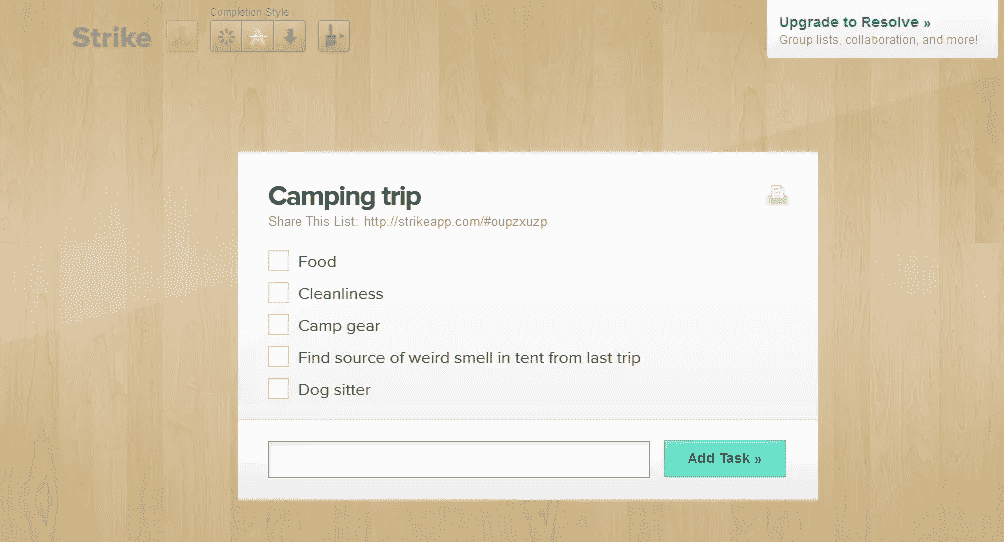 Strike
Completion Style
Upgrade to Resolve »
Group lists, collaboration, and more!
Camping trip
Share This List: http://strikeapp.com/#oupzxuzp
Food
Cleanliness
Camp gear
Find source of weird smell in tent from last trip
Dog sitter
Add Task »